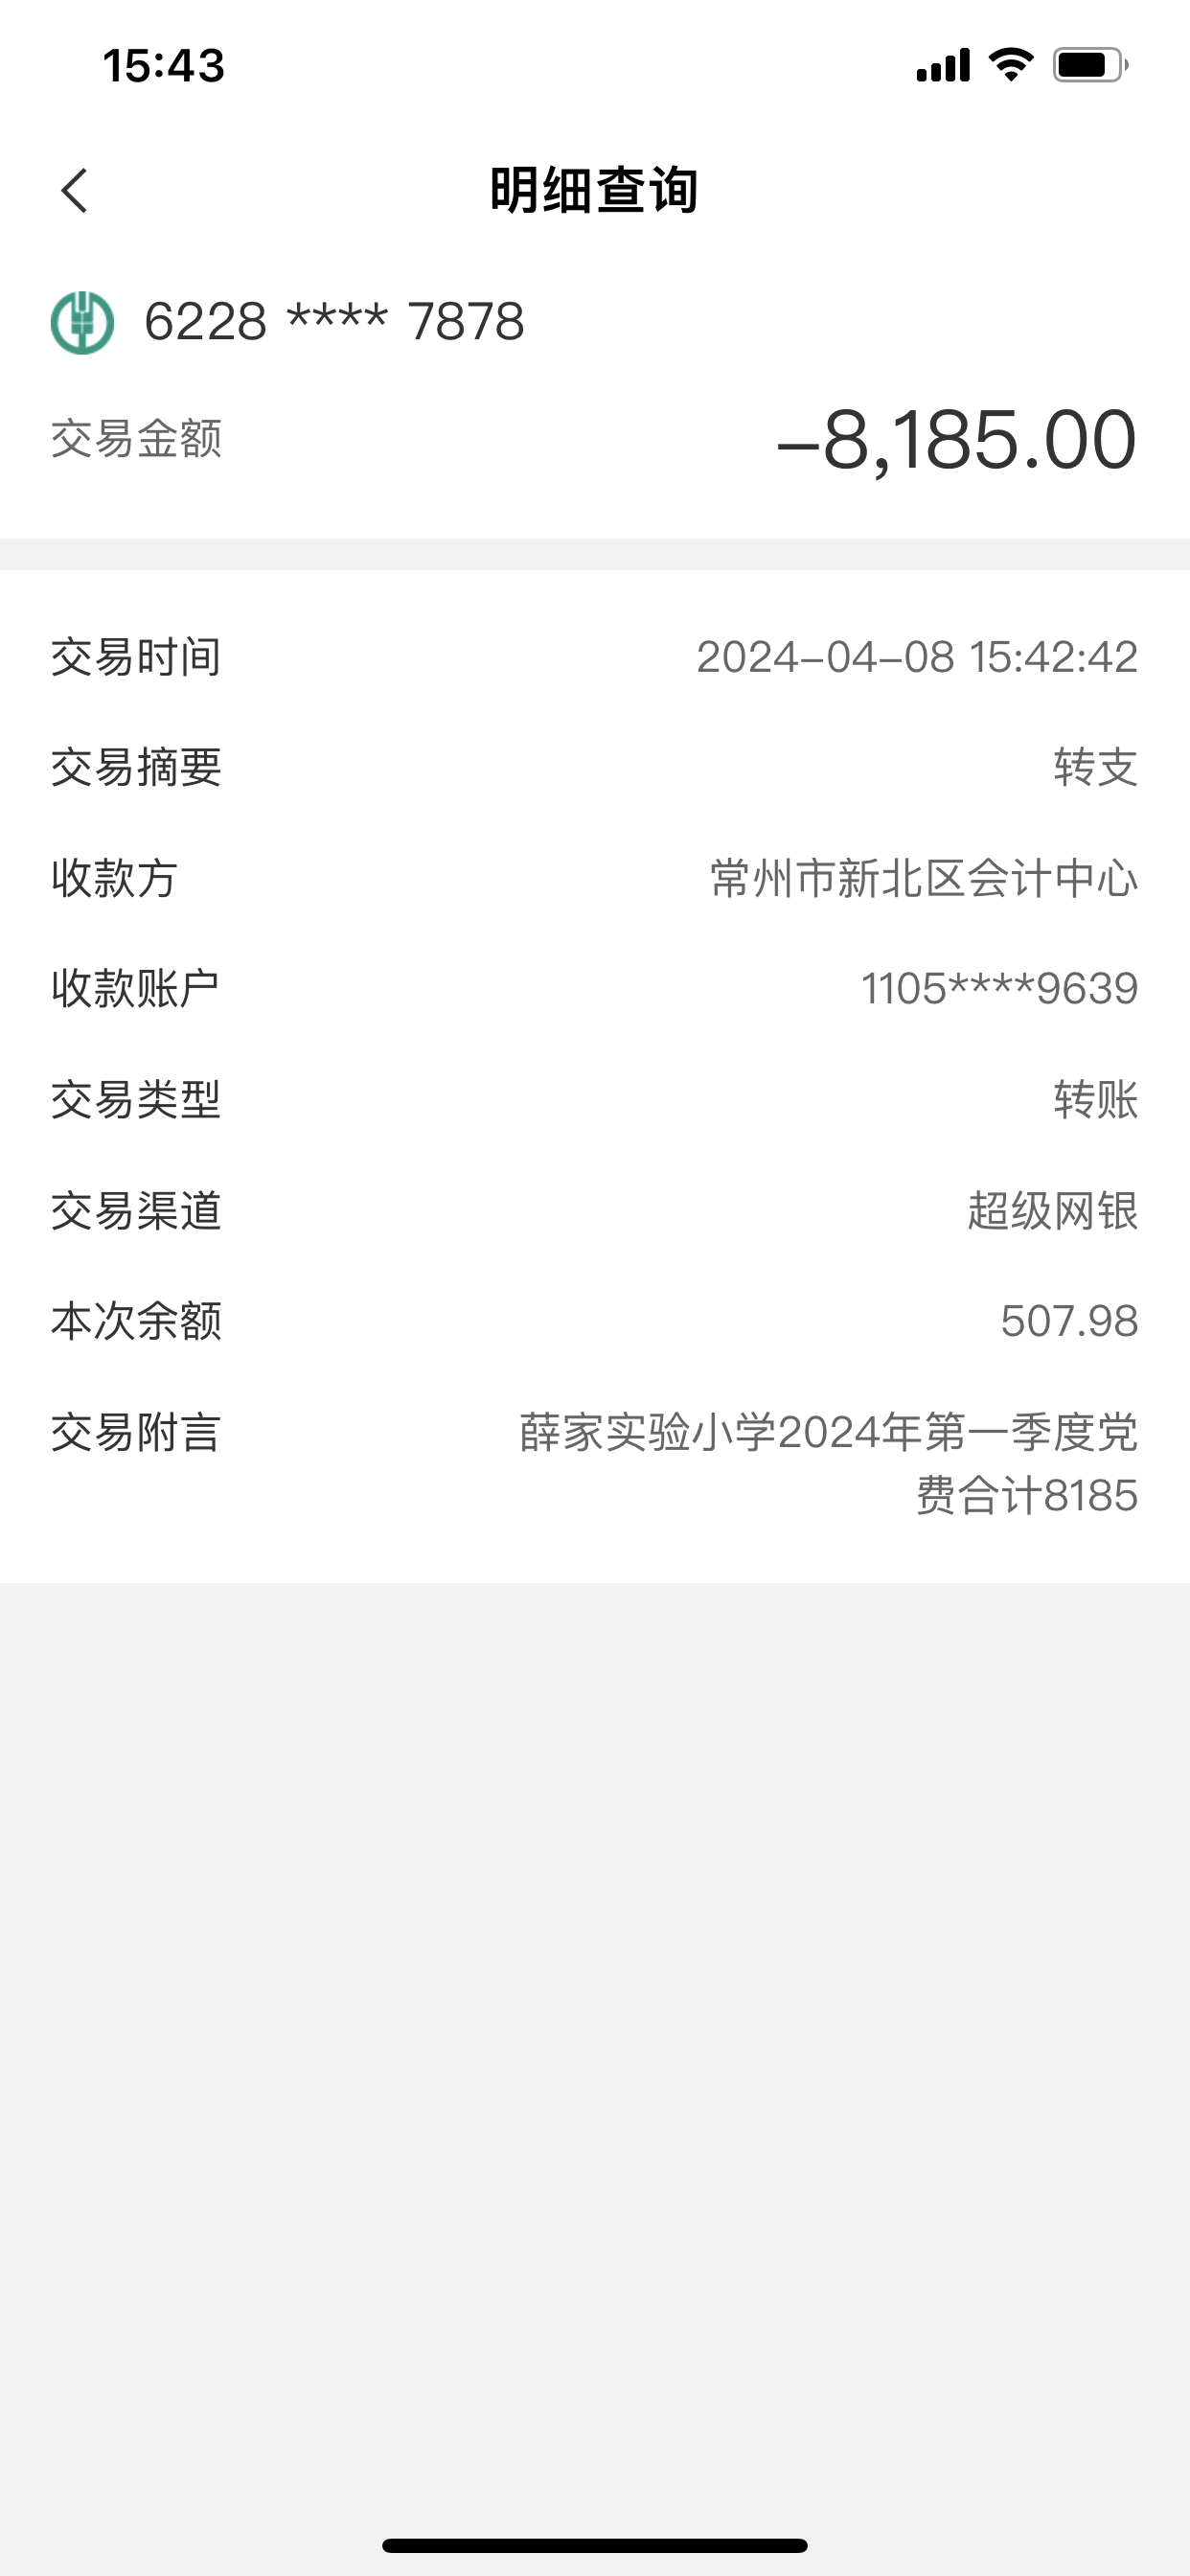 15:43
明细查询
6228 **** 7878
交易金额
-8,185.00
交易时间
2024-04-08 15:42:42
交易摘要
转支
收款方
常州市新北区会计中心
收款账户
1105****9639
交易类型
转账
交易渠道
超级网银
本次余额
507.98
交易附言
薛家实验小学2024年第一季度党
费合计8185